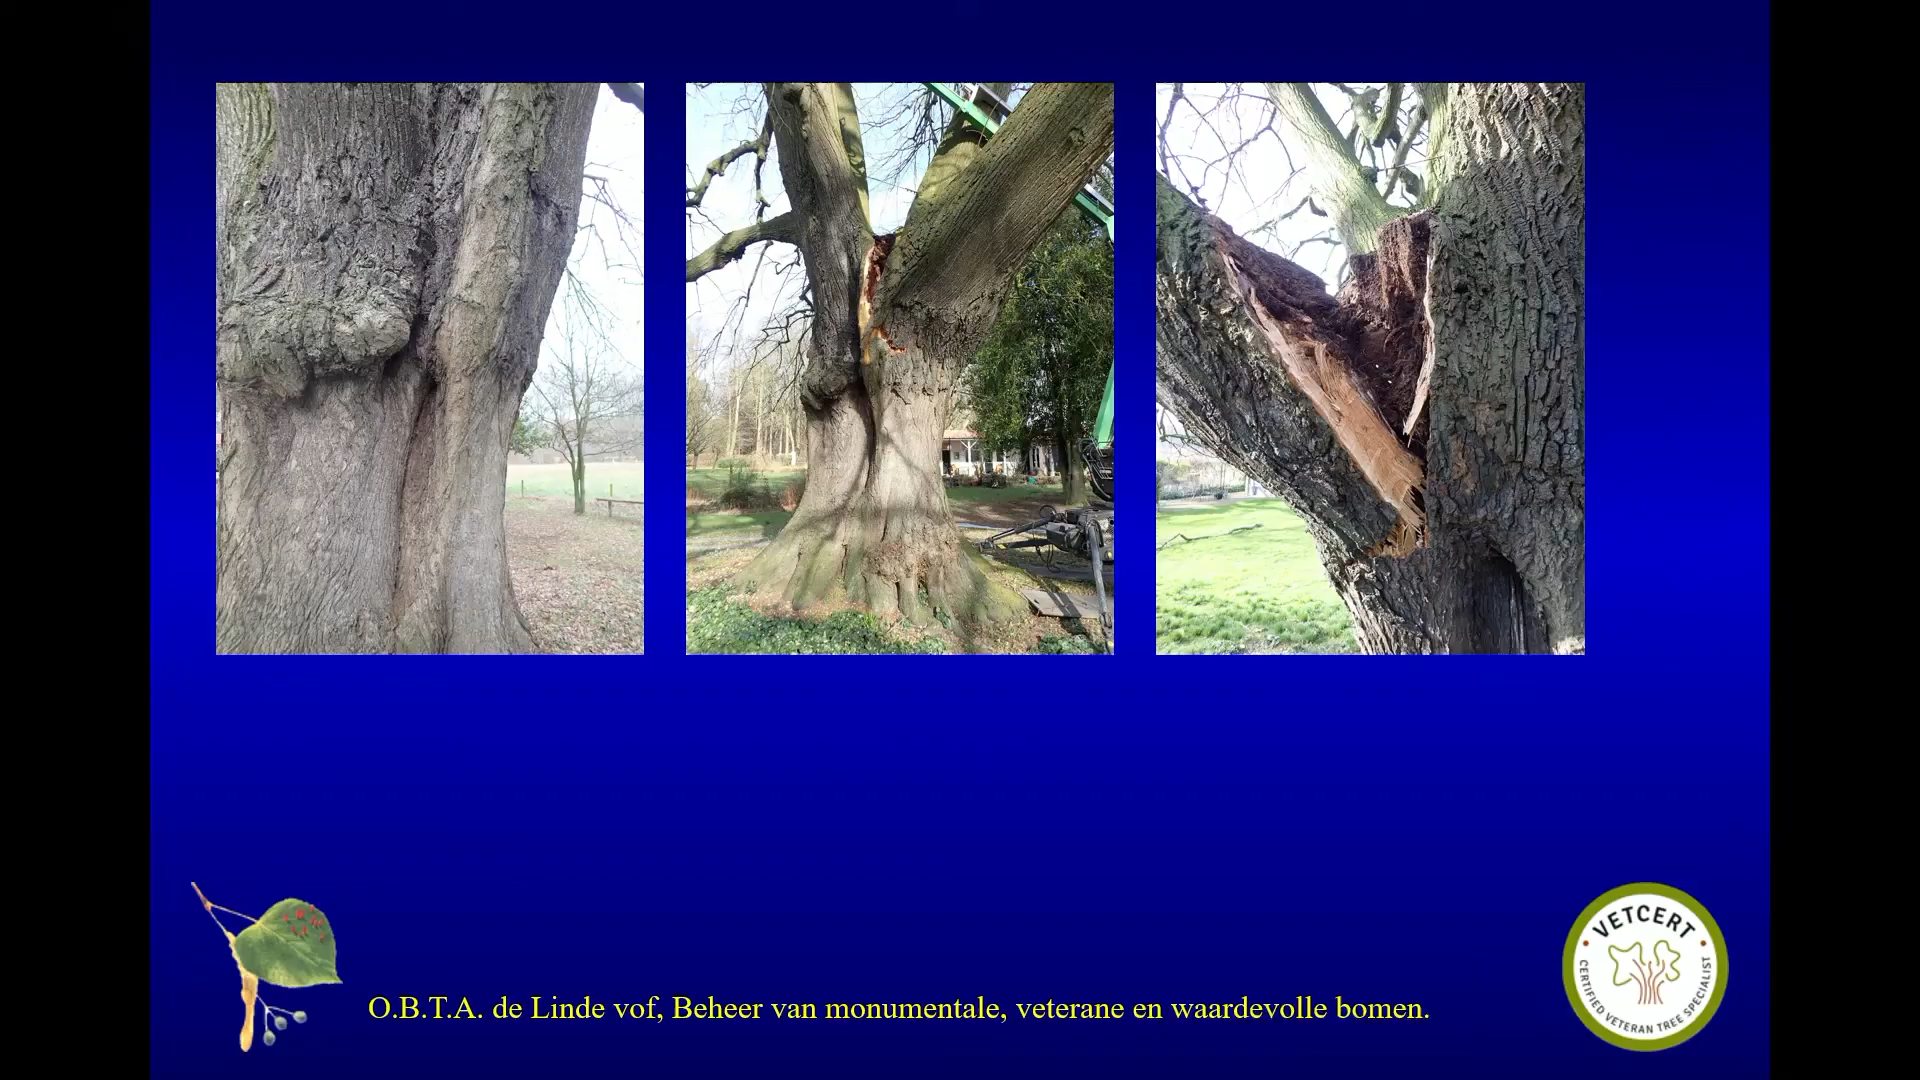 VETCERT
CERTIFIED VETERAN TREE SPECIALIST
O.B.T.A. de Linde vof, Beheer van monumentale, veterane en waardevolle bomen.